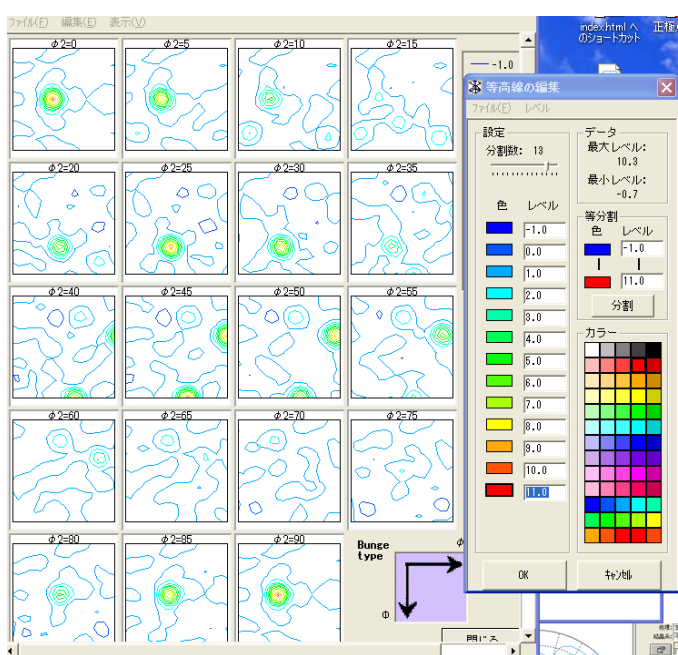 ファイル(F) 編集(E) 表示(V)
φ2=0 φ2=5 φ2=10 φ2=15
-1.0
φ2=20 φ2=25 φ2=30 φ2=35
φ2=40 φ2=45 φ2=50 φ2=55
φ2=60 φ2=65 φ2=70 φ2=75
φ2=80 φ2=85 φ2=90
Bunge
type
φ
Φ
閉じる
index.html へ
のショートカット
等高線の編集
ファイル(F) レベル
設定
分割数: 13
色 レベル
-1.0
0.0
1.0
2.0
3.0
4.0
5.0
6.0
7.0
8.0
9.0
10.0
11.0
データ
最大レベル:
10.3
最小レベル:
-0.7
等分割
色 レベル
-1.0
11.0
分割
カラー
OK キャンセル